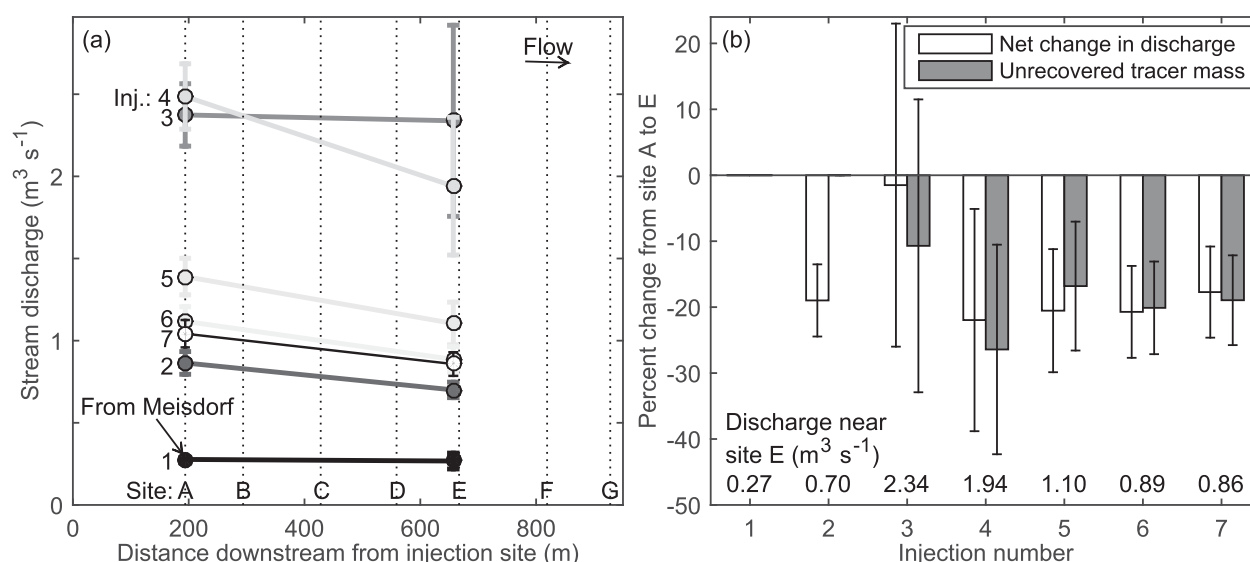 (a)
Flow
Inj.: 4
3
5
6
7
2
From Meisdorf
1
Site: A B C D E F G
0 1 2
0 200 400 600 800
Stream discharge (m³ s⁻¹)
Distance downstream from injection site (m)
(b)
Net change in discharge
Unrecovered tracer mass
20
10
0
-10
-20
-30
-40
-50
Percent change from site A to E
Discharge near
site E (m³ s⁻¹)
0.27 0.70 2.34 1.94 1.10 0.89 0.86
1 2 3 4 5 6 7
Injection number